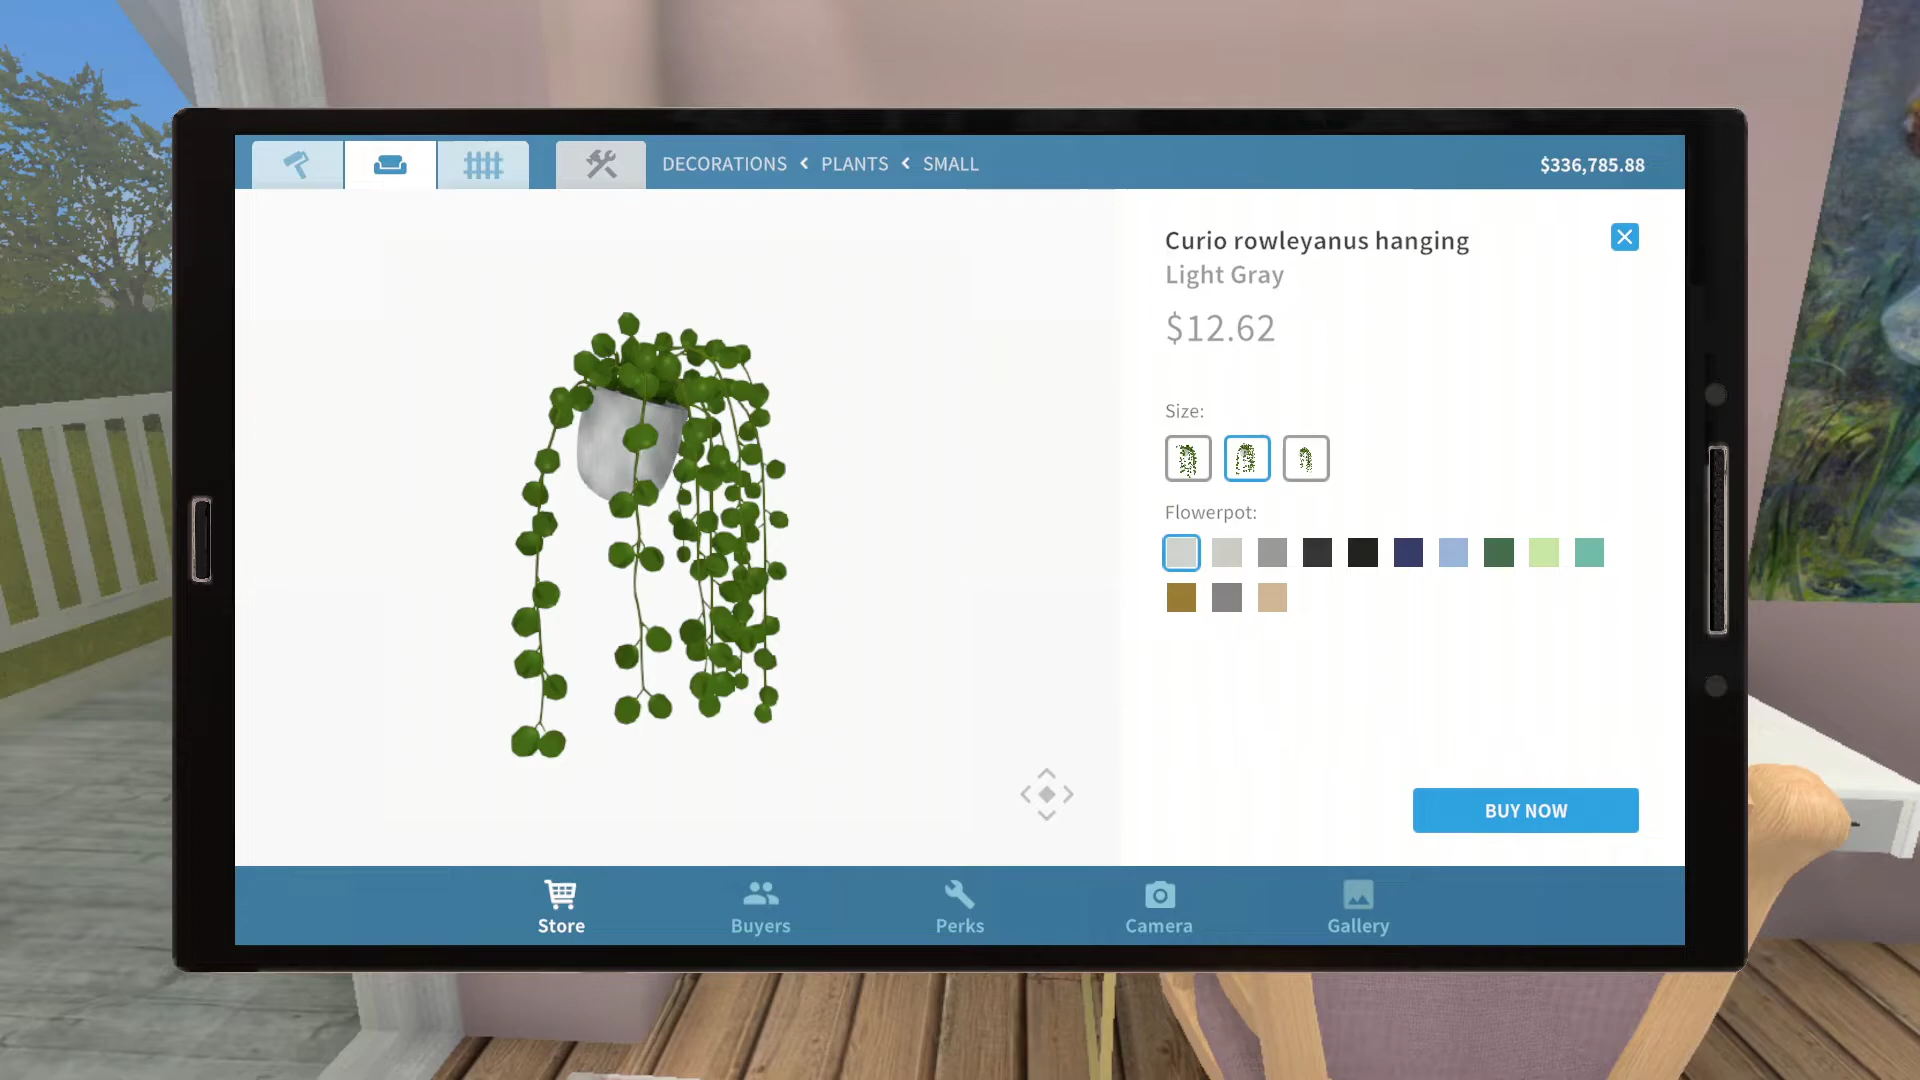 DECORATIONS < PLANTS < SMALL
$336,785.88
Curio rowleyanus hanging
Light Gray
$12.62
Size:
Flowerpot:
BUY NOW
Store
Buyers
Perks
Camera
Gallery